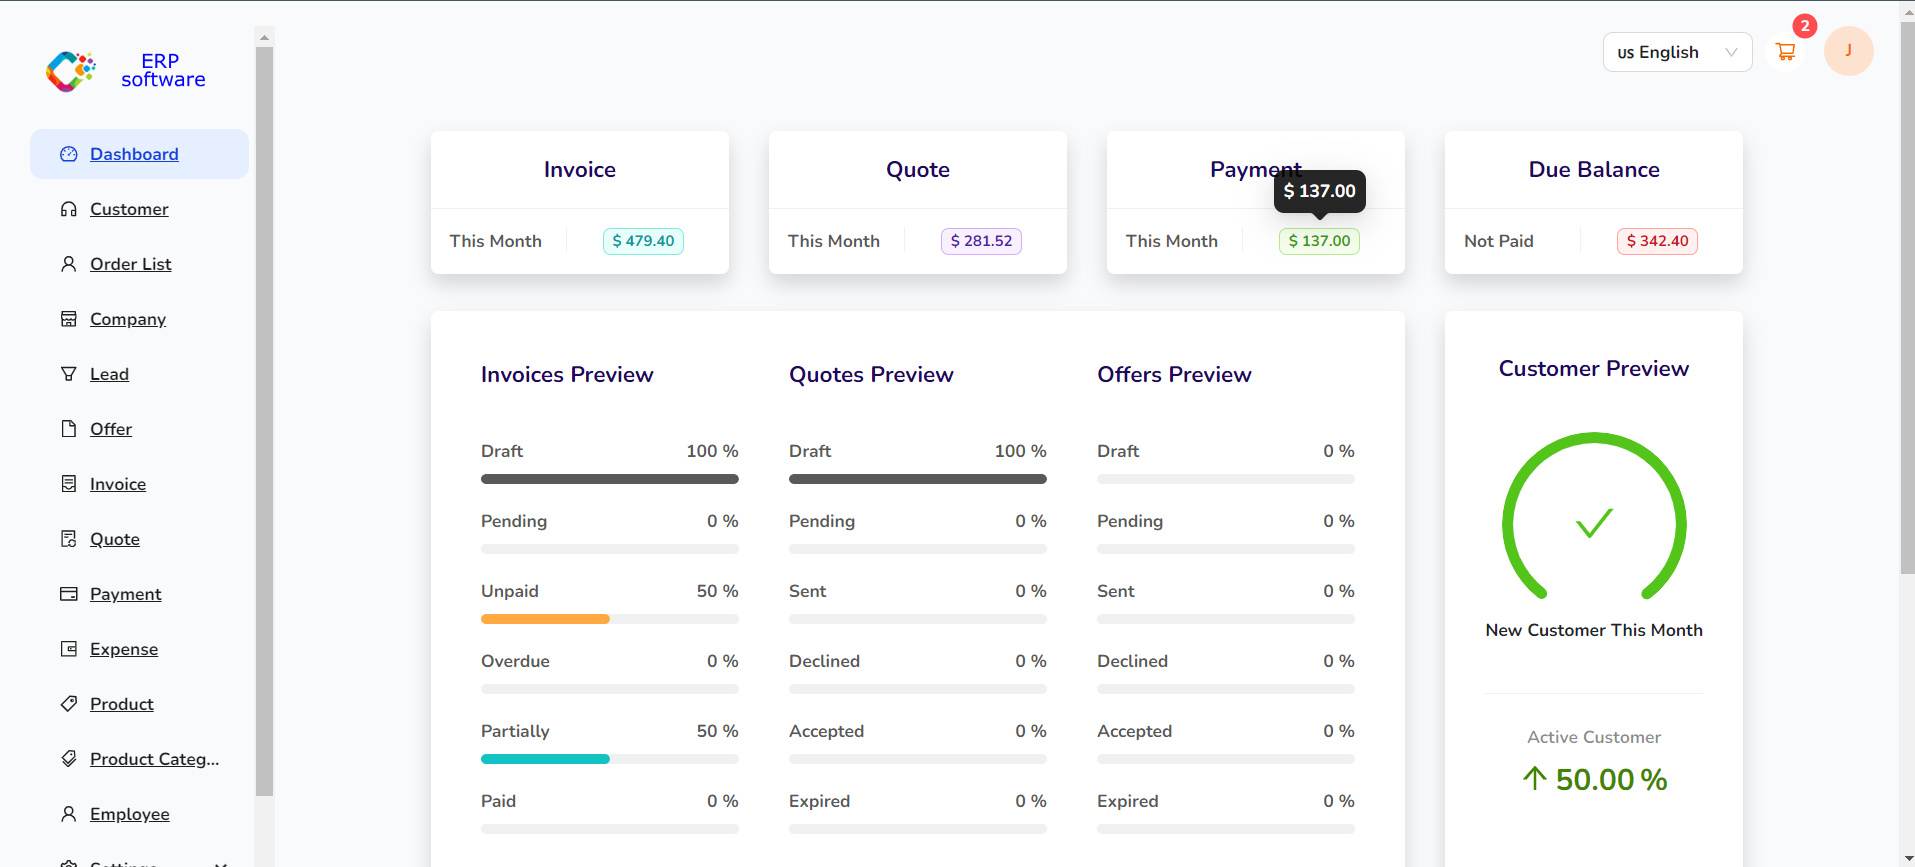 ERP
software
us English
2
J
Dashboard
Customer
Order List
Company
Lead
Offer
Invoice
Quote
Payment
Expense
Product
Product Categ...
Employee
Settings
Invoice
This Month
$ 479.40
Quote
This Month
$ 281.52
Payment
$ 137.00
This Month
$ 137.00
Due Balance
Not Paid
$ 342.40
Invoices Preview
Draft 100 %
Pending 0 %
Unpaid 50 %
Overdue 0 %
Partially 50 %
Paid 0 %
Quotes Preview
Draft 100 %
Pending 0 %
Sent 0 %
Declined 0 %
Accepted 0 %
Expired 0 %
Offers Preview
Draft 0 %
Pending 0 %
Sent 0 %
Declined 0 %
Accepted 0 %
Expired 0 %
Customer Preview
New Customer This Month
Active Customer
50.00 %